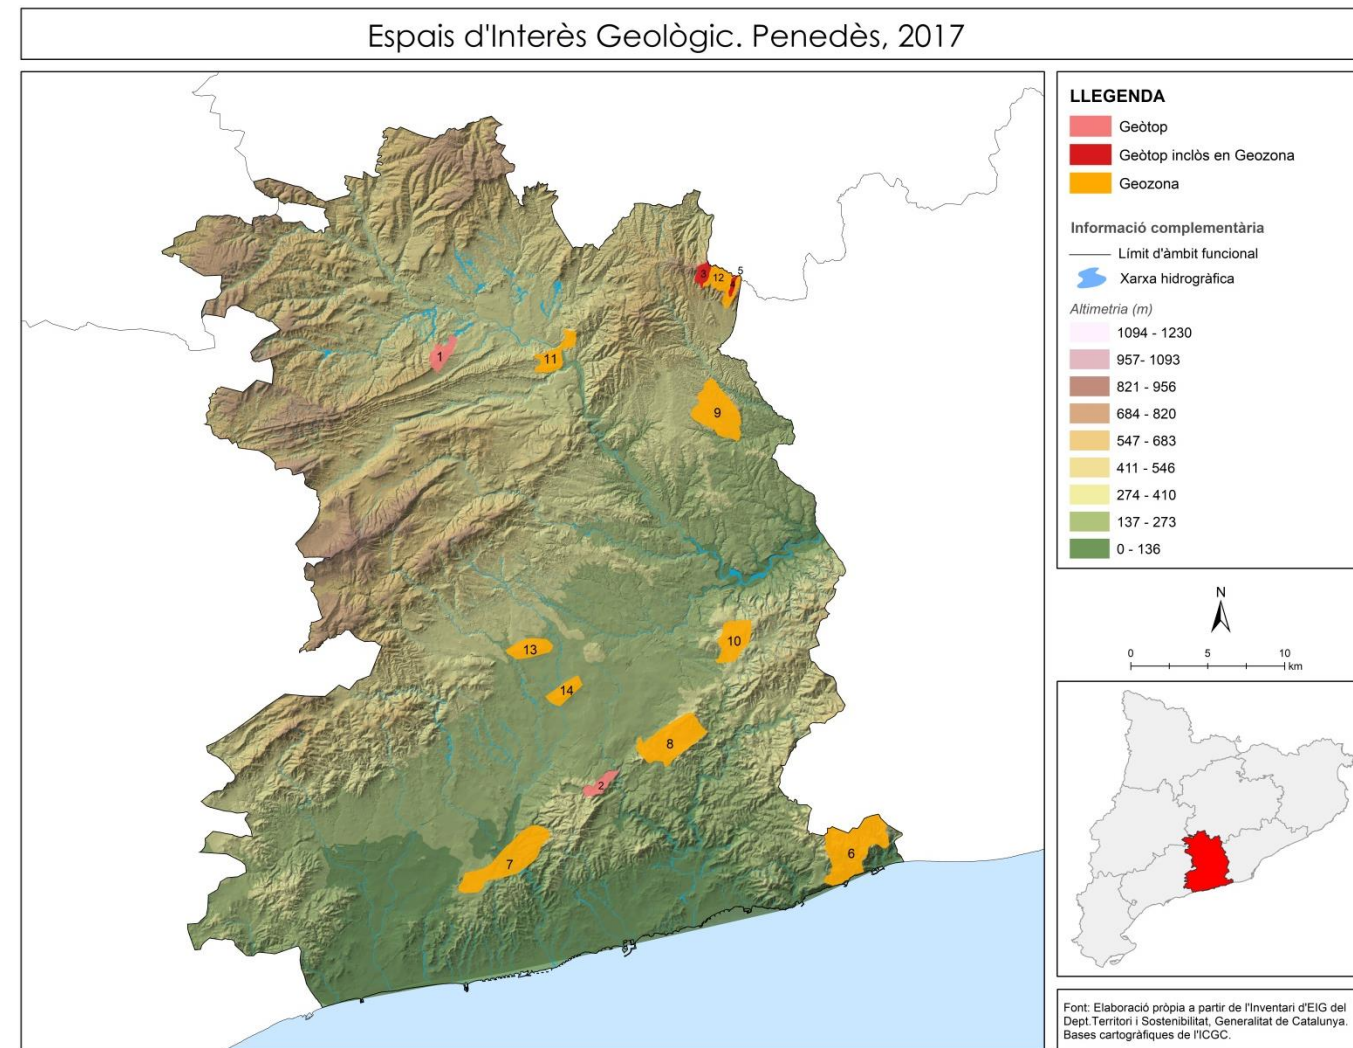 Espais d'Interès Geològic. Penedès, 2017
LLEGENDA
Geòtop
Geòtop inclòs en Geozona
Geozona
Informació complementària
Límit d'àmbit funcional
Xarxa hidrogràfica
Altimetria (m)
1094 - 1230
957- 1093
821 - 956
684 - 820
547 - 683
411 - 546
274 - 410
137 - 273
0 - 136
N
0 5 10
km
Font: Elaboració pròpia a partir de l'Inventari d'EIG del
Dept.Territori i Sostenibilitat, Generalitat de Catalunya.
Bases cartogràfiques de l'ICGC.
5
3
12
4
1
11
9
10
13
14
8
2
7
6